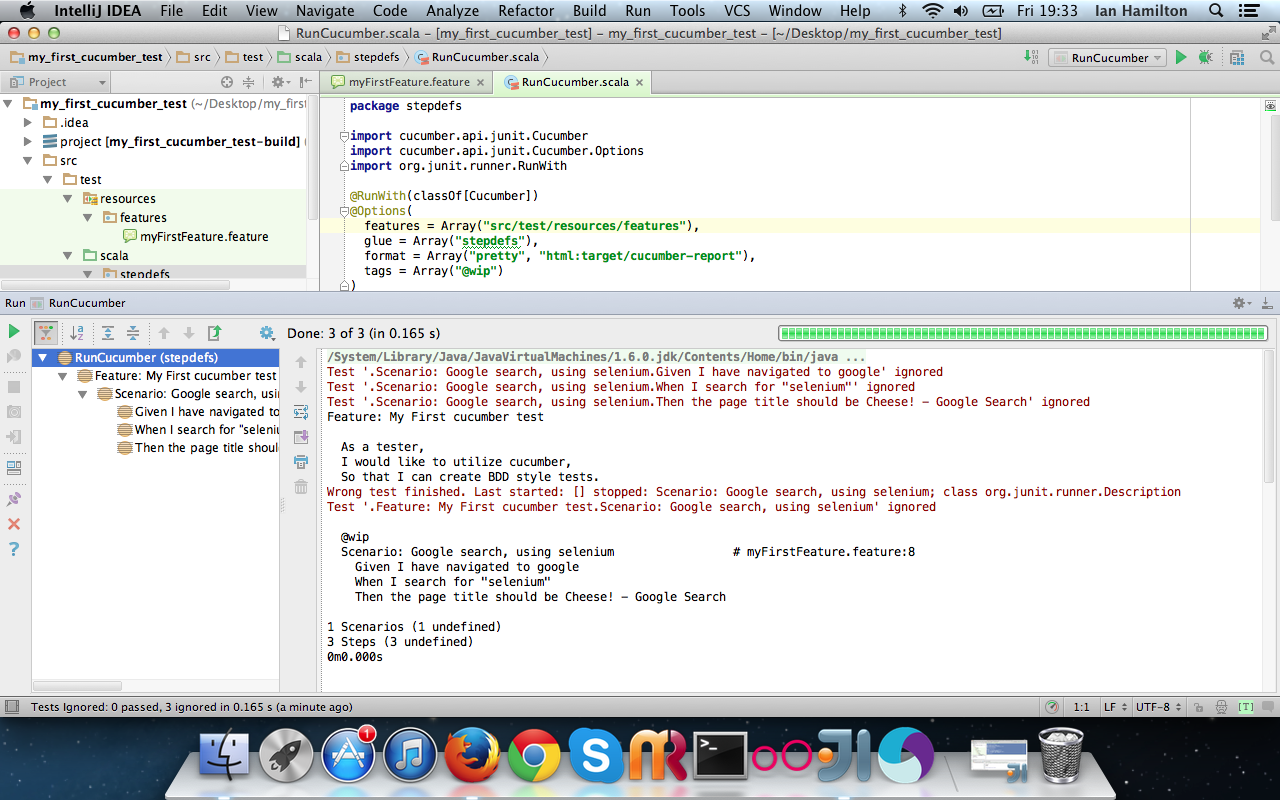 IntelliJ IDEA File Edit View Navigate Code Analyze Refactor Build Run Tools VCS Window Help Fri 19:33 Ian Hamilton
RunCucumber.scala - [my_first_cucumber_test] - my_first_cucumber_test - [~/Desktop/my_first_cucumber_test]
my_first_cucumber_test src test scala stepdefs RunCucumber.scala RunCucumber
Project
myFirstFeature.feature RunCucumber.scala
my_first_cucumber_test (~/Desktop/my_first
.idea
project [my_first_cucumber_test-build] (
src
test
resources
features
myFirstFeature.feature
scala
stepdefs
package stepdefs
import cucumber.api.junit.Cucumber
import cucumber.api.junit.Cucumber.Options
import org.junit.runner.RunWith
@RunWith(classOf[Cucumber])
@Options(
features = Array("src/test/resources/features"),
glue = Array("stepdefs"),
format = Array("pretty", "html:target/cucumber-report"),
tags = Array("@wip")
)
Run RunCucumber
Done: 3 of 3 (in 0.165 s)
RunCucumber (stepdefs)
Feature: My First cucumber test
Scenario: Google search, usin
Given I have navigated to
When I search for "seleniu
Then the page title shoul
/System/Library/Java/JavaVirtualMachines/1.6.0.jdk/Contents/Home/bin/java ...
Test '.Scenario: Google search, using selenium.Given I have navigated to google' ignored
Test '.Scenario: Google search, using selenium.When I search for "selenium"' ignored
Test '.Scenario: Google search, using selenium.Then the page title should be Cheese! - Google Search' ignored
Feature: My First cucumber test
As a tester,
I would like to utilize cucumber,
So that I can create BDD style tests.
Wrong test finished. Last started: [] stopped: Scenario: Google search, using selenium; class org.junit.runner.Description
Test '.Feature: My First cucumber test.Scenario: Google search, using selenium' ignored
@wip
Scenario: Google search, using selenium # myFirstFeature.feature:8
Given I have navigated to google
When I search for "selenium"
Then the page title should be Cheese! - Google Search
1 Scenarios (1 undefined)
3 Steps (3 undefined)
0m0.000s
Tests Ignored: 0 passed, 3 ignored in 0.165 s (a minute ago) 1:1 LF UTF-8 [T]
1